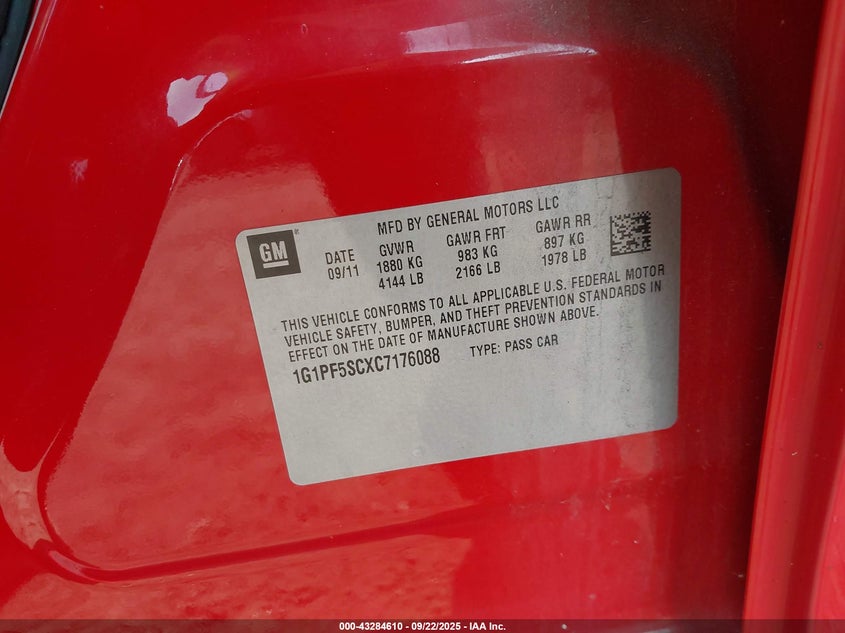 MFD BY GENERAL MOTORS LLC
GM
DATE GVWR GAWR FRT GAWR RR
09/11 1880 KG 983 KG 897 KG
4144 LB 2166 LB 1978 LB
THIS VEHICLE CONFORMS TO ALL APPLICABLE U.S. FEDERAL MOTOR
VEHICLE SAFETY, BUMPER, AND THEFT PREVENTION STANDARDS IN
EFFECT ON THE DATE OF MANUFACTURE SHOWN ABOVE.
1G1PF5SCXC7176088 TYPE: PASS CAR
000-43284610 - 09/22/2025 - IAA Inc.